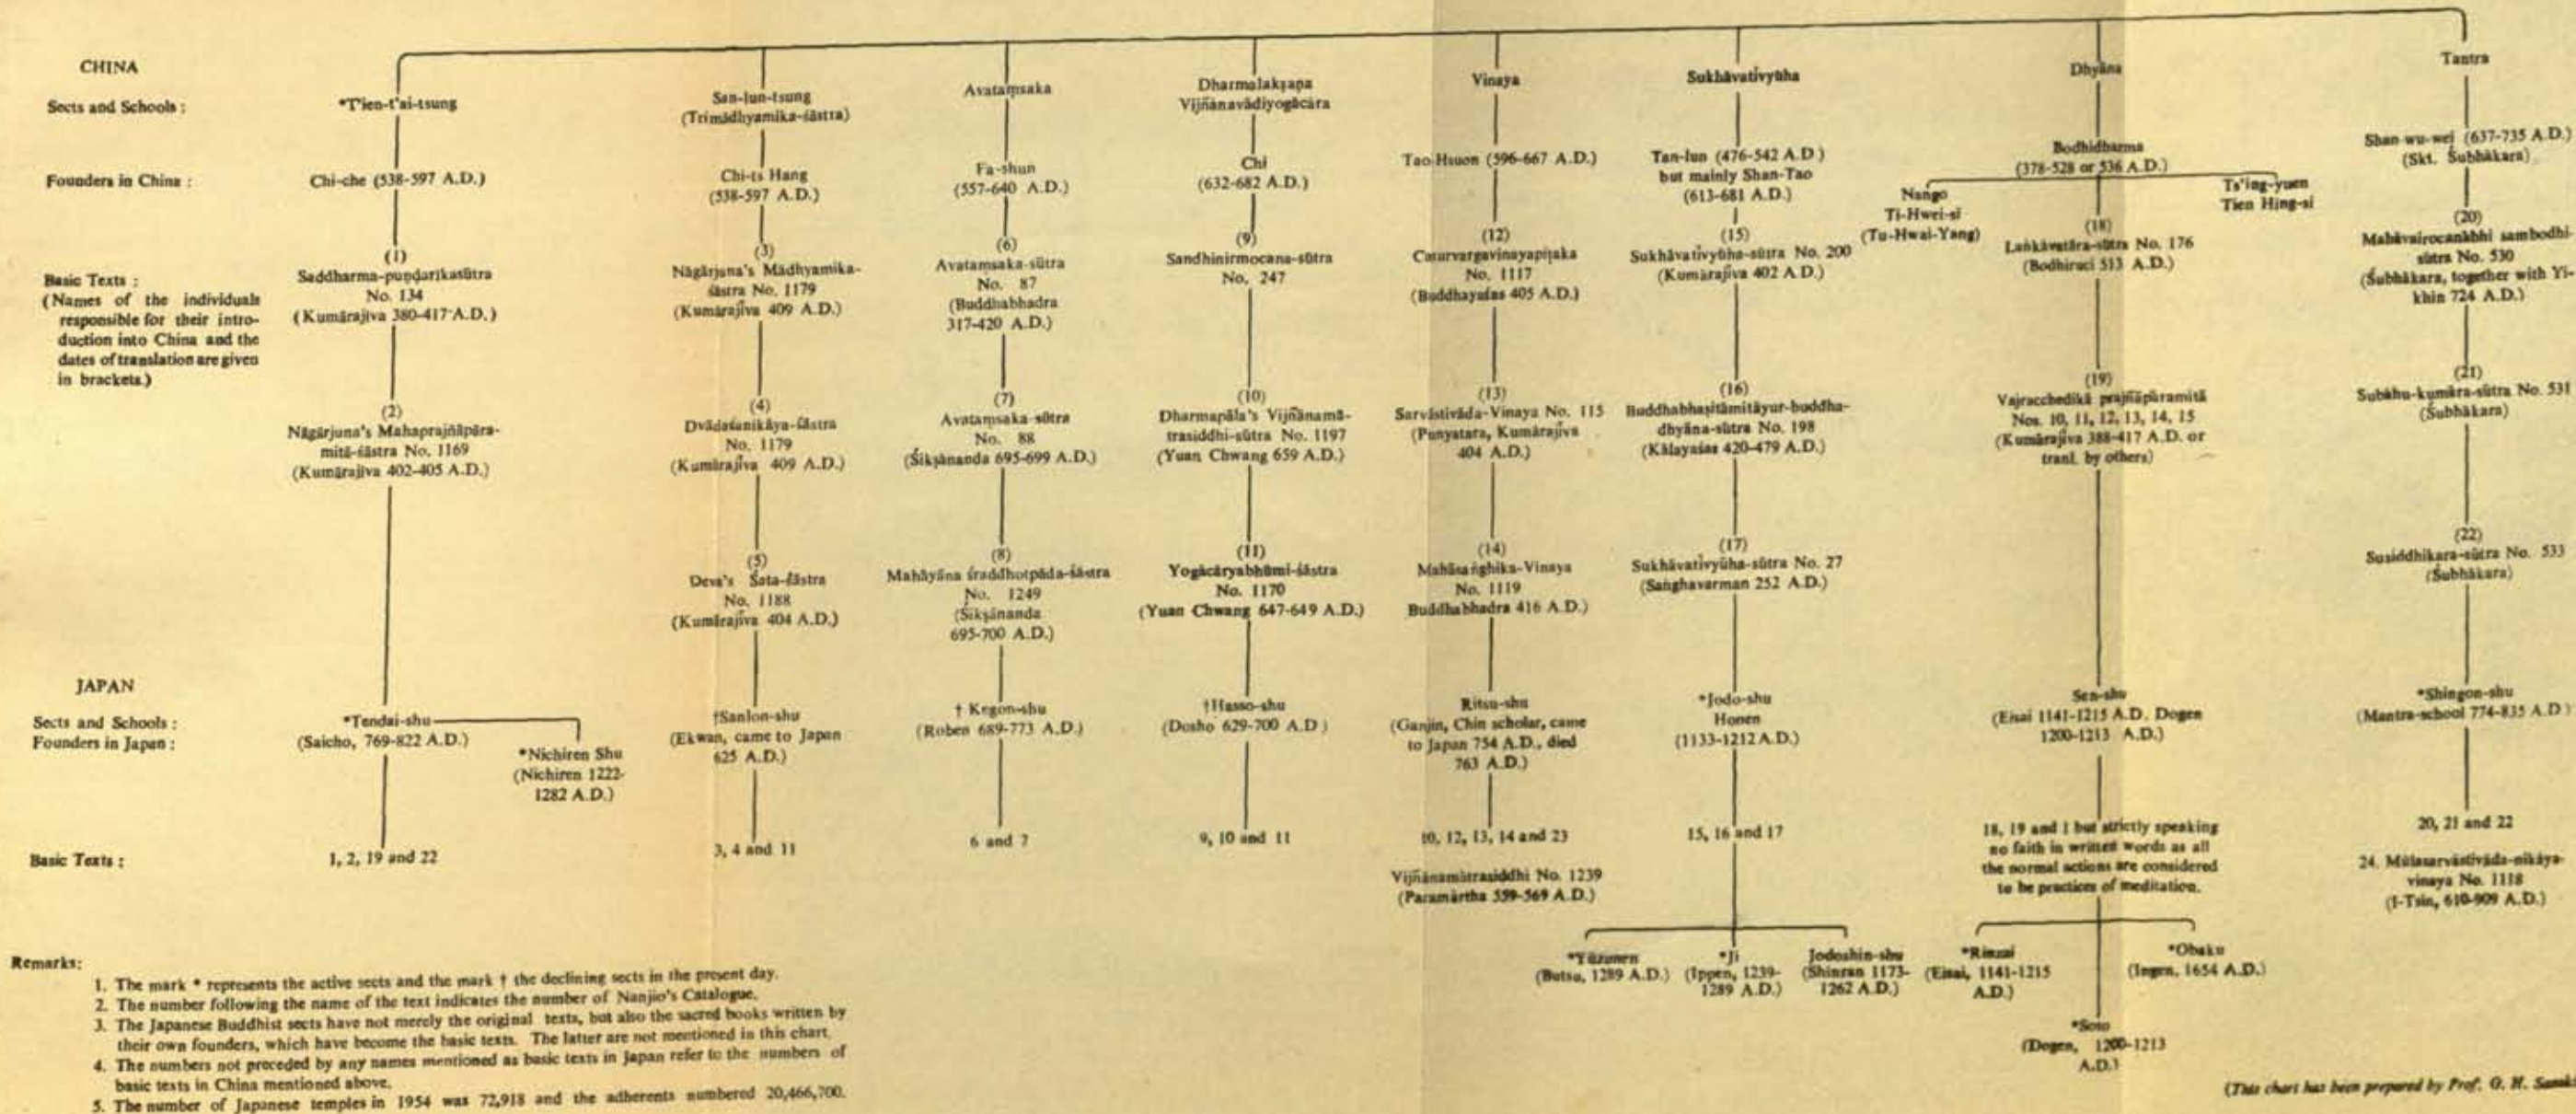 CHINA
Sects and Schools :
Founders in China :
Basic Texts :
(Names of the individuals
responsible for their intro-
duction into China and the
dates of translation are given
in brackets.)
*T'ien-t'ai-tsung
Chi-che (538-597 A.D.)
(1)
Saddharma-puṇḍarīkasūtra
No. 134
(Kumārajīva 380-417 A.D.)
(2)
Nāgārjuna's Mahaprajñāpāra-
mitā-śāstra No. 1169
(Kumārajīva 402-405 A.D.)
San-lun-tsung
(Trimādhyamika-śāstra)
Chi-ts Hang
(538-597 A.D.)
(3)
Nāgārjuna's Mādhyamika-
śāstra No. 1179
(Kumārajīva 409 A.D.)
(4)
Dvādaśanikāya-śāstra
No. 1179
(Kumārajīva 409 A.D.)
(5)
Deva's Śata-śāstra
No. 1188
(Kumārajīva 404 A.D.)
Avataṃsaka
Fa-shun
(557-640 A.D.)
(6)
Avataṃsaka-sūtra
No. 87
(Buddhabhadra
317-420 A.D.)
(7)
Avataṃsaka-sūtra
No. 88
(Śikṣānanda 695-699 A.D.)
(8)
Mahāyāna śraddhotpāda-śāstra
No. 1249
(Śikṣānanda
695-700 A.D.)
Dharmalakṣaṇa
Vijñānavādiyogācāra
Chi
(632-682 A.D.)
(9)
Sandhinirmocana-sūtra
No. 247
(10)
Dharmapāla's Vijñānamā-
trasiddhi-sūtra No. 1197
(Yuan Chwang 659 A.D.)
(11)
Yogācāryabhūmi-śāstra
No. 1170
(Yuan Chwang 647-649 A.D.)
Vinaya
Tao-Hsuon (596-667 A.D.)
(12)
Caturvargavinayapiṭaka
No. 1117
(Buddhayaśas 405 A.D.)
(13)
Sarvāstivāda-Vinaya No. 115
(Punyatara, Kumārajīva
404 A.D.)
(14)
Mahāsaṅghika-Vinaya
No. 1119
Buddhabhadra 416 A.D.)
Sukhāvatīvyūha
Tan-lun (476-542 A.D.)
but mainly Shan-Tao
(613-681 A.D.)
(15)
Sukhāvatīvyūha-sūtra No. 200
(Kumārajīva 402 A.D.)
(16)
Buddhabhaṣitāmitāyur-buddha-
dhyāna-sūtra No. 198
(Kālayaśas 420-479 A.D.)
(17)
Sukhāvatīvyūha-sūtra No. 27
(Saṅghavarman 252 A.D.)
Dhyāna
Bodhidharma
(378-528 or 536 A.D.)
Nango
Ti-Hwei-si
(Tu-Hwai-Yang)
Ts'ing-yuen
Tien Hing-si
(18)
Laṅkāvatāra-sūtra No. 176
(Bodhiruci 513 A.D.)
(19)
Vajracchedikā prajñāpāramitā
Nos. 10, 11, 12, 13, 14, 15
(Kumārajīva 388-417 A.D. or
tranl. by others)
Tantra
Shan-wu-wei (637-735 A.D.)
(Skt. Śubhākara)
(20)
Mahāvairocanābhi sambodhi-
sūtra No. 530
(Śubhākara, together with Yi-
khin 724 A.D.)
(21)
Subāhu-kumāra-sūtra No. 531
(Śubhākara)
(22)
Susiddhikara-sūtra No. 533
(Śubhākara)
JAPAN
Sects and Schools :
Founders in Japan :
*Tendai-shu
(Saicho, 769-822 A.D.)
*Nichiren Shu
(Nichiren 1222-
1282 A.D.)
†Sanlon-shu
(Ekwan, came to Japan
625 A.D.)
† Kegon-shu
(Roben 689-773 A.D.)
†Hasso-shu
(Dosho 629-700 A.D)
Ritsu-shu
(Ganjin, Chin scholar, came
to Japan 754 A.D., died
763 A.D.)
*Jodo-shu
Honen
(1133-1212 A.D.)
Sen-shu
(Eisai 1141-1215 A.D. Dogen
1200-1213 A.D.)
*Shingon-shu
(Mantra-school 774-835 A.D)
Basic Texts :
1, 2, 19 and 22
3, 4 and 11
6 and 7
9, 10 and 11
10, 12, 13, 14 and 23
Vijñānamātrasiddhi No. 1239
(Paramārtha 559-569 A.D.)
15, 16 and 17
18, 19 and 1 but strictly speaking
no faith in written words as all
the normal actions are considered
to be practices of meditation.
20, 21 and 22
24. Mūlasarvāstivāda-nikāya-
vinaya No. 1118
(I-Tsin, 610-909 A.D.)
*Yūzunen
(Butsu, 1289 A.D.)
*Ji
(Ippen, 1239-
1289 A.D.)
Jodoshin-shu
(Shinran 1173-
1262 A.D.)
*Rinzai
(Eisai, 1141-1215
A.D.)
*Obaku
(Ingen, 1654 A.D.)
*Soto
(Dogen, 1200-1213
A.D.)
Remarks:
1. The mark * represents the active sects and the mark † the declining sects in the present day.
2. The number following the name of the text indicates the number of Nanjio's Catalogue.
3. The Japanese Buddhist sects have not merely the original texts, but also the sacred books written by
their own founders, which have become the basic texts. The latter are not mentioned in this chart.
4. The numbers not preceded by any names mentioned as basic texts in Japan refer to the numbers of
basic texts in China mentioned above.
5. The number of Japanese temples in 1954 was 72,918 and the adherents numbered 20,466,700.
(This chart has been prepared by Prof. O. H.